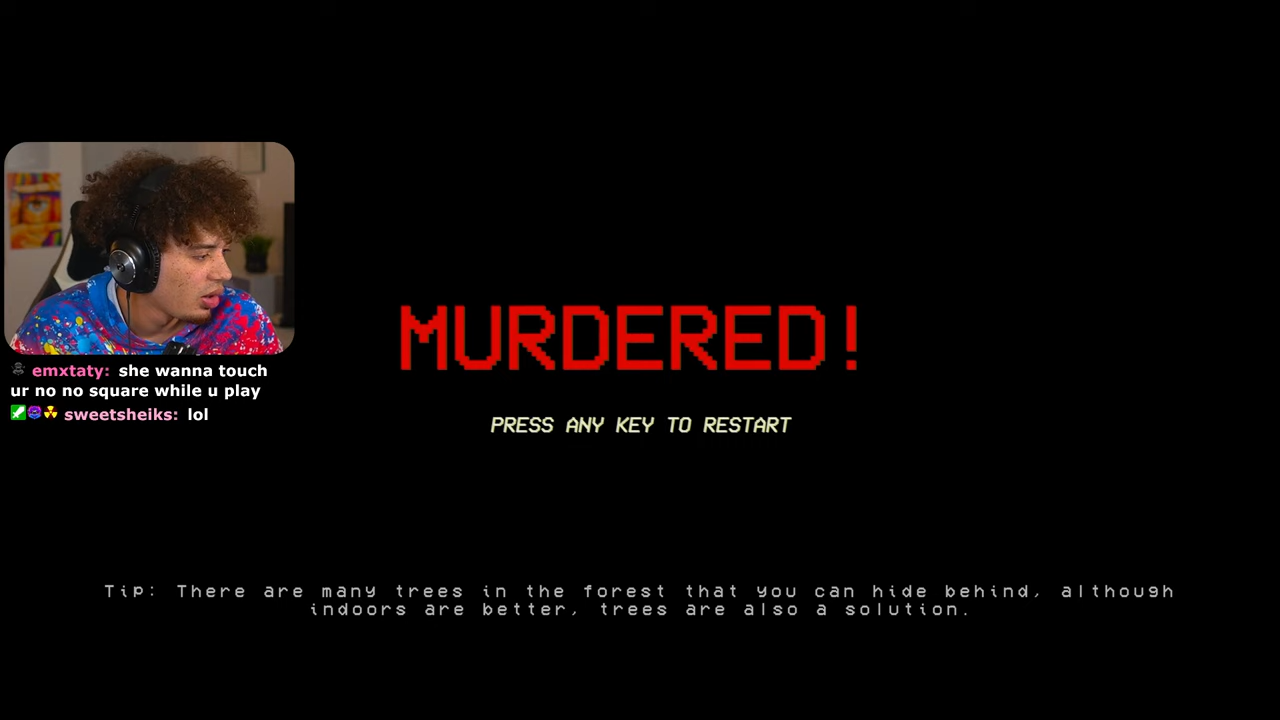 MURDERED!
emxtaty: she wanna touch
ur no no square while u play
sweetsheiks: lol
PRESS ANY KEY TO RESTART
Tip: There are many trees in the forest that you can hide behind, although
indoors are better, trees are also a solution.